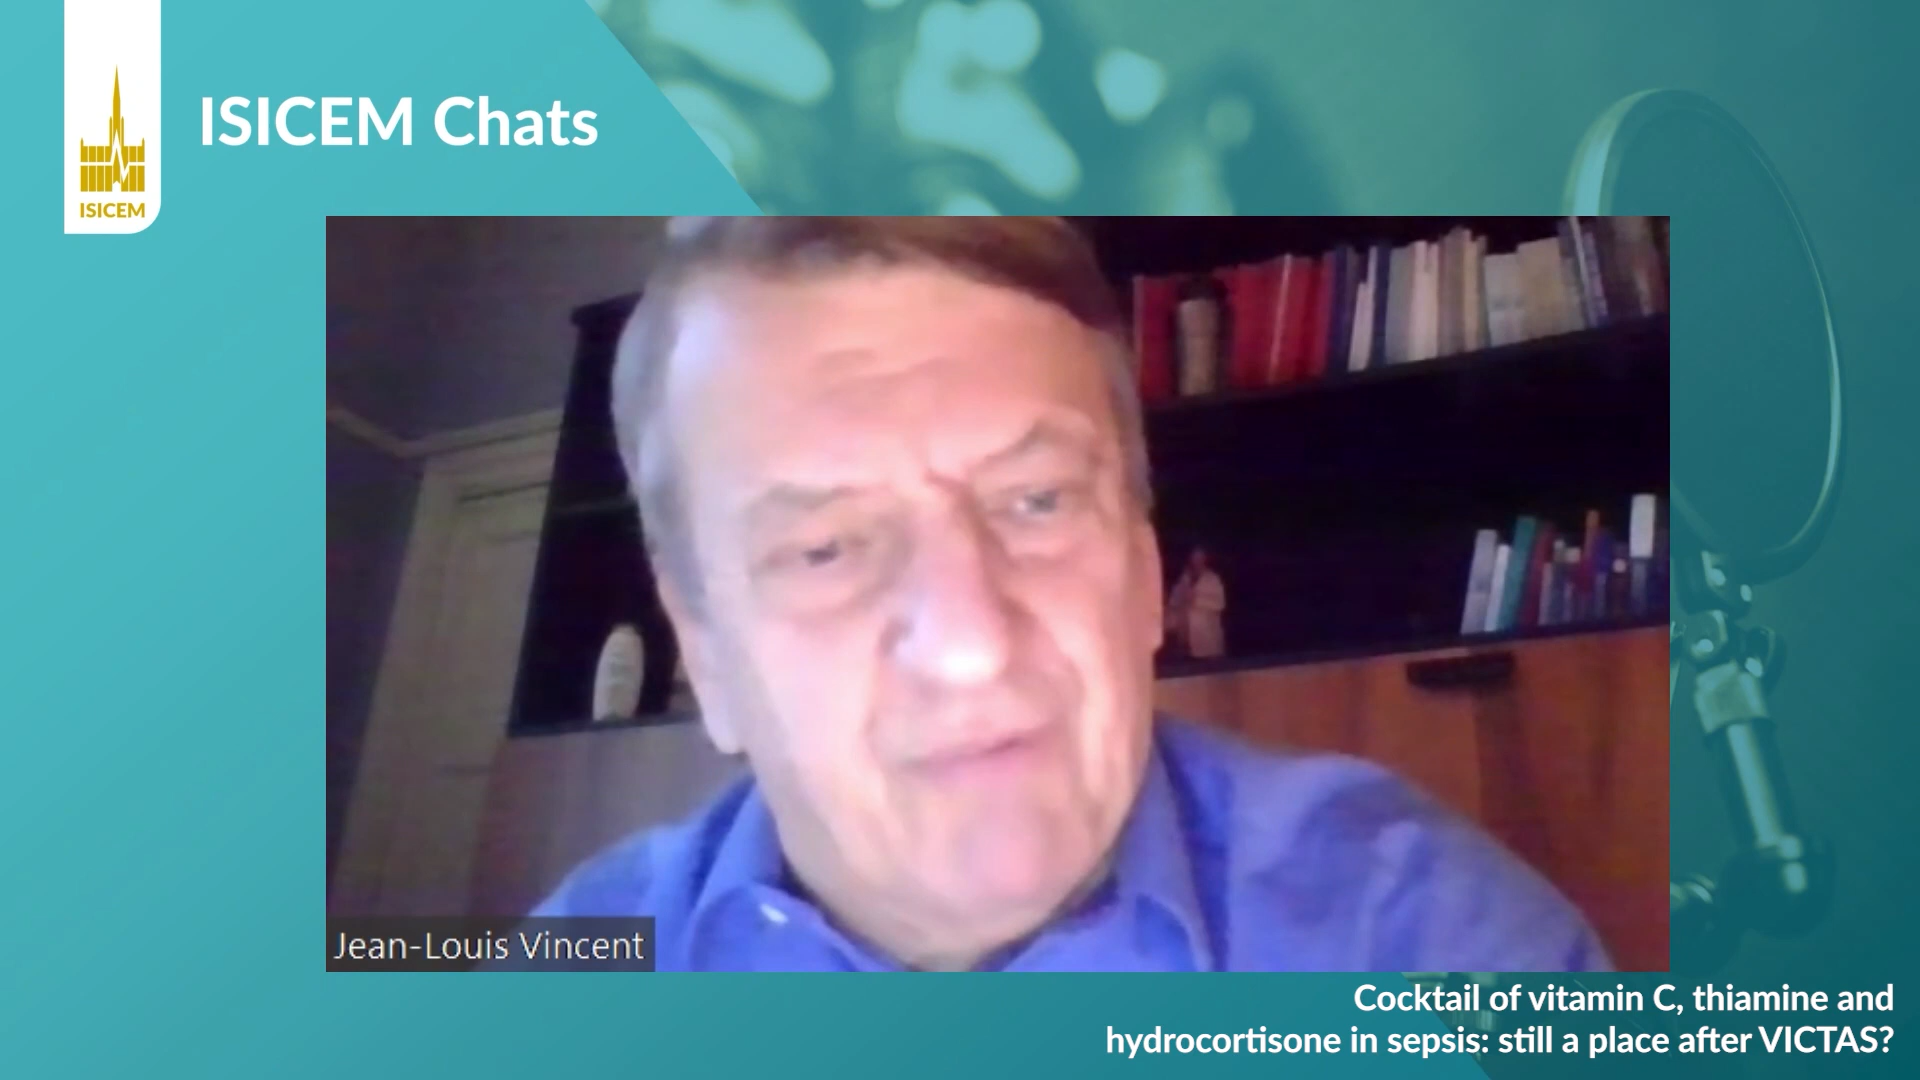 ISICEM Chats
ISICEM
Jean-Louis Vincent
Cocktail of vitamin C, thiamine and
hydrocortisone in sepsis: still a place after VICTAS?